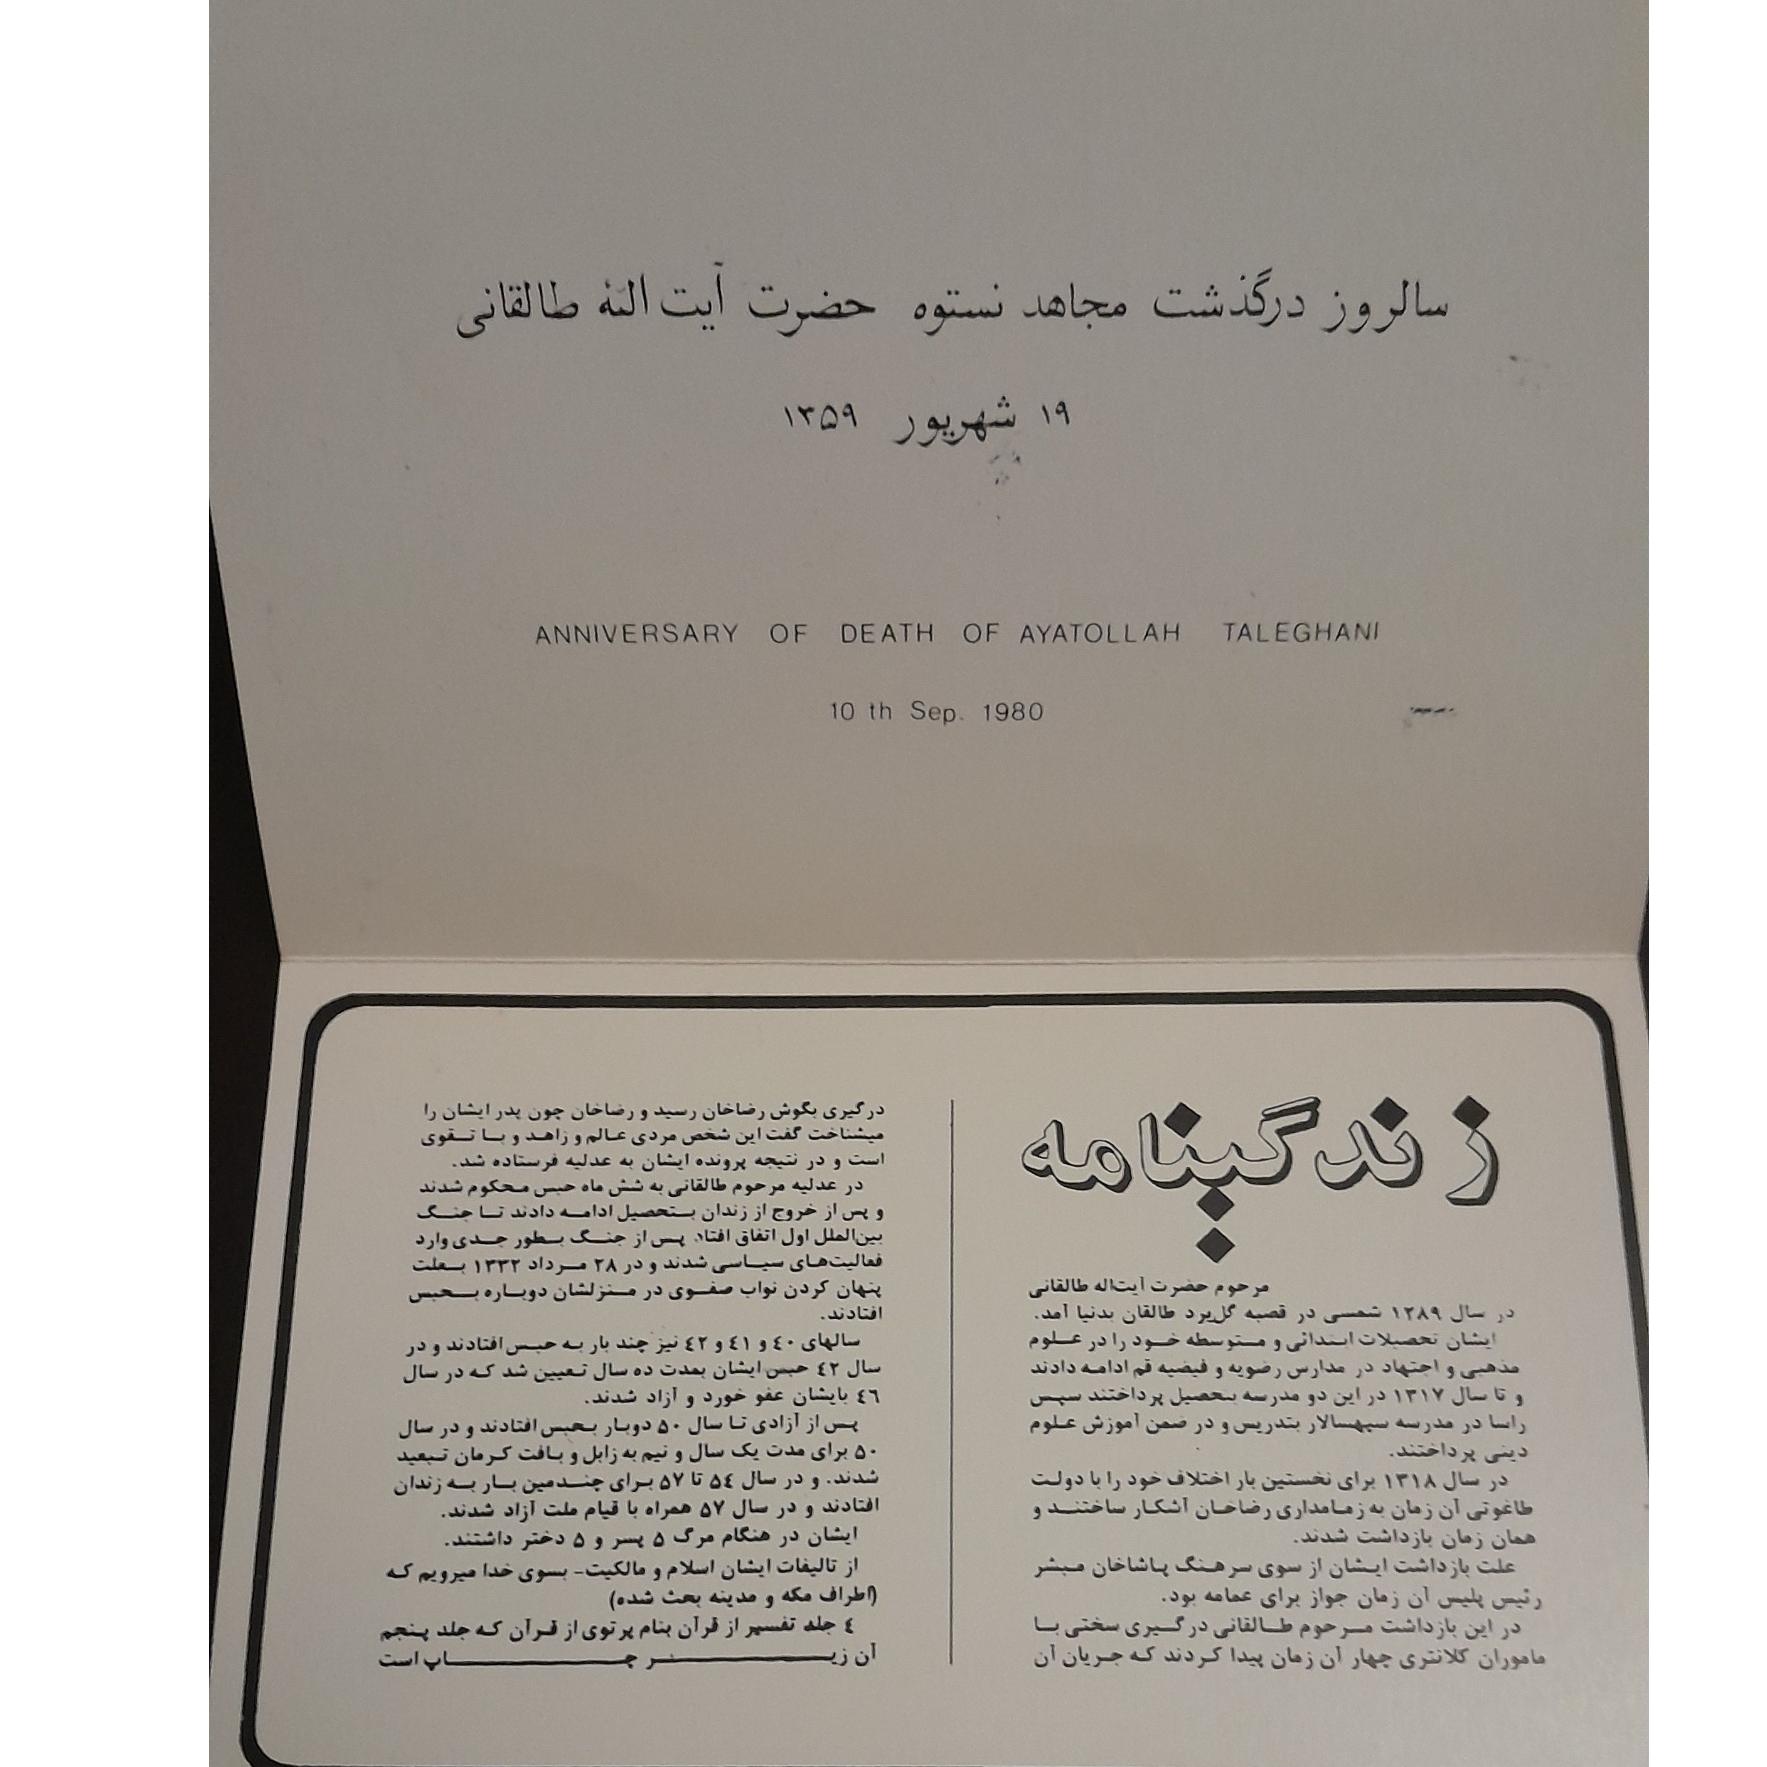 سالروز درگذشت مجاهد نستوه حضرت آیت الله طالقانی
۱۹ شهریور ۱۳۵۹
ANNIVERSARY OF DEATH OF AYATOLLAH TALEGHANI
10 th Sep. 1980
زندگینامه
مرحوم حضرت آیت‌اله طالقانی
در سال ۱۲۸۹ شمسی در قصبه گل‌یرد طالقان بدنیا آمد.
ایشان تحصیلات ابتدائی و متوسطه خود را در علوم
مذهبی و اجتهاد در مدارس رضویه و فیضیه قم ادامه دادند
و تا سال ۱۳۱۷ در این دو مدرسه بتحصیل پرداختند سپس
راسا در مدرسه سپهسالار بتدریس و در ضمن آموزش علوم
دینی پرداختند.
در سال ۱۳۱۸ برای نخستین بار اختلاف خود را با دولت
طاغوتی آن زمان به زمامداری رضاخان آشکار ساختند و
همان زمان بازداشت شدند.
علت بازداشت ایشان از سوی سرهنگ پاشاخان مبشر
رئیس پلیس آن زمان جواز برای عمامه بود.
در این بازداشت مرحوم طالقانی درگیری سختی با
ماموران کلانتری چهار آن زمان پیدا کردند که جریان آن
درگیری بگوش رضاخان رسید و رضاخان چون پدر ایشان را
میشناخت گفت این شخص مردی عالم و زاهد و با تقوی
است و در نتیجه پرونده ایشان به عدلیه فرستاده شد.
در عدلیه مرحوم طالقانی به شش ماه حبس محکوم شدند
و پس از خروج از زندان بتحصیل ادامه دادند تا جنگ
بین‌الملل اول اتفاق افتاد. پس از جنگ بطور جدی وارد
فعالیت‌های سیاسی شدند و در ۲۸ مرداد ۱۳۳۲ بعلت
پنهان کردن نواب صفوی در منزلشان دوباره بحبس
افتادند.
سالهای ٤۰ و ٤۱ و ٤۲ نیز چند بار به حبس افتادند و در
سال ٤۲ حبس ایشان بمدت ده سال تعیین شد که در سال
٤٦ بایشان عفو خورد و آزاد شدند.
پس از آزادی تا سال ۵۰ دوبار بحبس افتادند و در سال
۵۰ برای مدت یک سال و نیم به زابل و بافت کرمان تبعید
شدند. و در سال ۵٤ تا ۵۷ برای چندمین بار به زندان
افتادند و در سال ۵۷ همراه با قیام ملت آزاد شدند.
ایشان در هنگام مرگ ۵ پسر و ۵ دختر داشتند.
از تالیفات ایشان اسلام و مالکیت- بسوی خدا میرویم که
(اطراف مکه و مدینه بحث شده)
٤ جلد تفسیر از قرآن بنام پرتوی از قرآن که جلد پنجم
آن زیر چاپ است